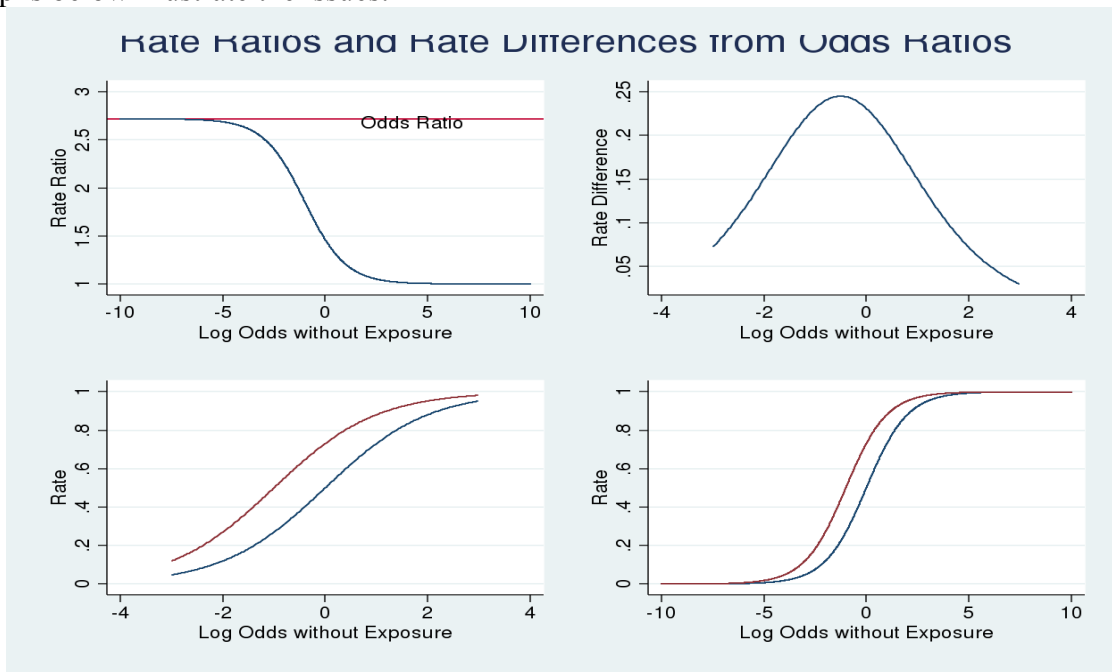 Rate Ratios and Rate Differences from Odds Ratios
3
2.5
2
1.5
1
Rate Ratio
Odds Ratio
-10 -5 0 5 10
Log Odds without Exposure
.25
.2
.15
.1
.05
Rate Difference
-4 -2 0 2 4
Log Odds without Exposure
1
.8
.6
.4
.2
0
Rate
-4 -2 0 2 4
Log Odds without Exposure
1
.8
.6
.4
.2
0
Rate
-10 -5 0 5 10
Log Odds without Exposure